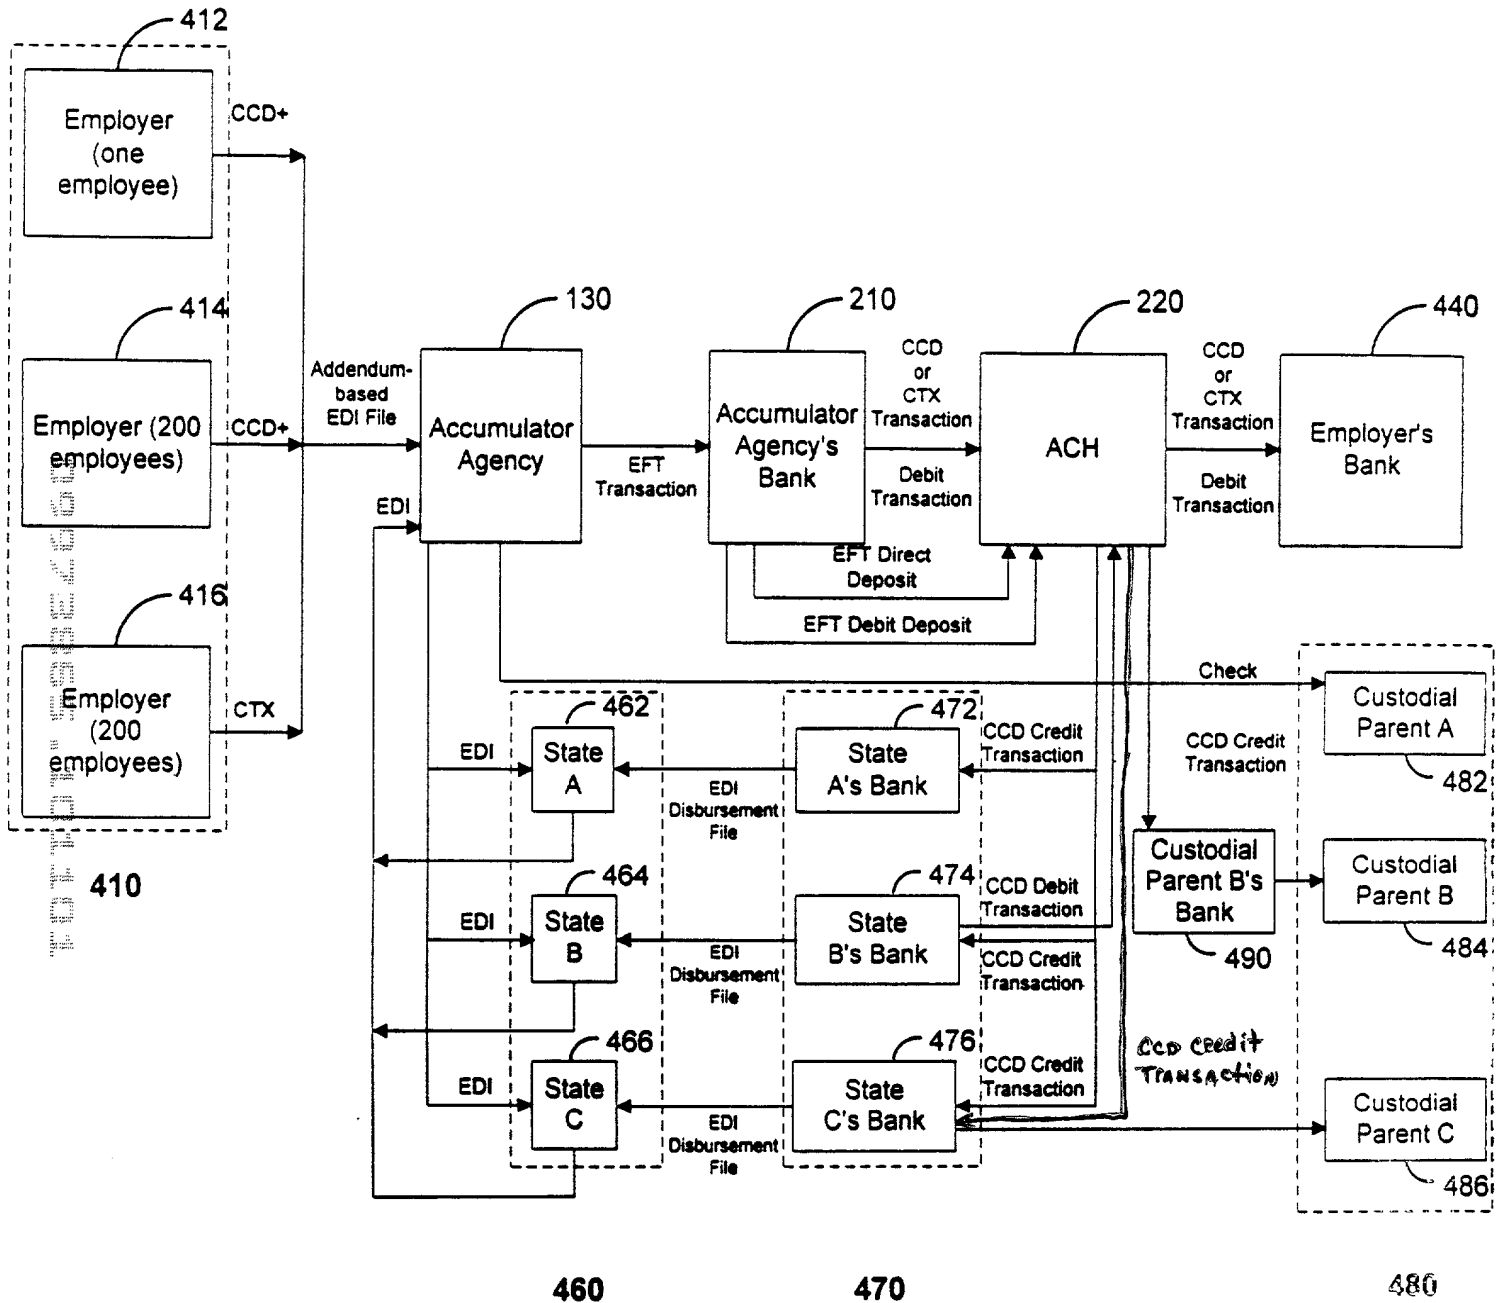 412
Employer
(one
employee)
CCD+
414
Employer (200
employees)
CCD+
416
Employer
(200
employees)
CTX
410
Addendum-
based
EDI File
EDI
130
Accumulator
Agency
EFT
Transaction
210
Accumulator
Agency's
Bank
CCD
or
CTX
Transaction
Debit
Transaction
220
ACH
CCD
or
CTX
Transaction
Debit
Transaction
440
Employer's
Bank
EFT Direct
Deposit
EFT Debit Deposit
Check
462
State
A
EDI
EDI
Disbursement
File
472
State
A's Bank
CCD Credit
Transaction
CCD Credit
Transaction
Custodial
Parent A
482
464
State
B
EDI
EDI
Disbursement
File
474
State
B's Bank
CCD Debit
Transaction
CCD Credit
Transaction
Custodial
Parent B's
Bank
490
Custodial
Parent B
484
466
State
C
EDI
EDI
Disbursement
File
476
State
C's Bank
CCD Credit
Transaction
CCD Credit
TRANSACTION
Custodial
Parent C
486
460
470
480